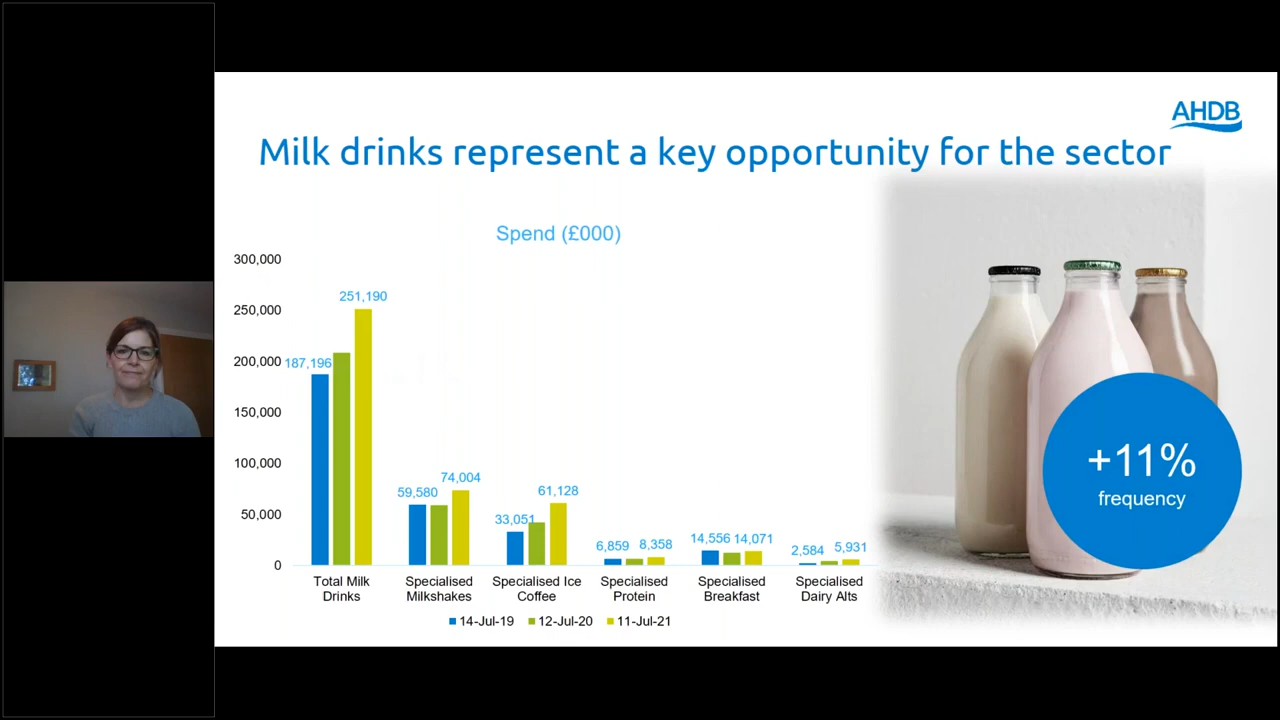 AHDB
Milk drinks represent a key opportunity for the sector
Spend (£000)
300,000
250,000
200,000
150,000
100,000
50,000
0
187,196
251,190
59,580
74,004
33,051
61,128
6,859
8,358
14,556
14,071
2,584
5,931
Total Milk
Drinks
Specialised
Milkshakes
Specialised Ice
Coffee
Specialised
Protein
Specialised
Breakfast
Specialised
Dairy Alts
14-Jul-19
12-Jul-20
11-Jul-21
+11%
frequency